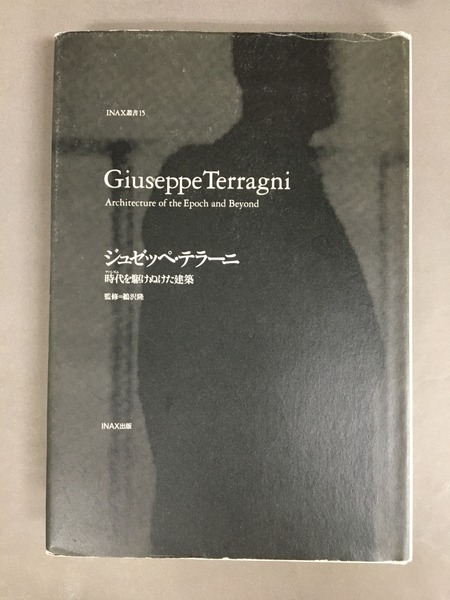 INAX叢書15
Giuseppe Terragni
Architecture of the Epoch and Beyond
ジュゼッペ・テラーニ
時代を駆けぬけた建築
監修=鵜沢隆
INAX出版